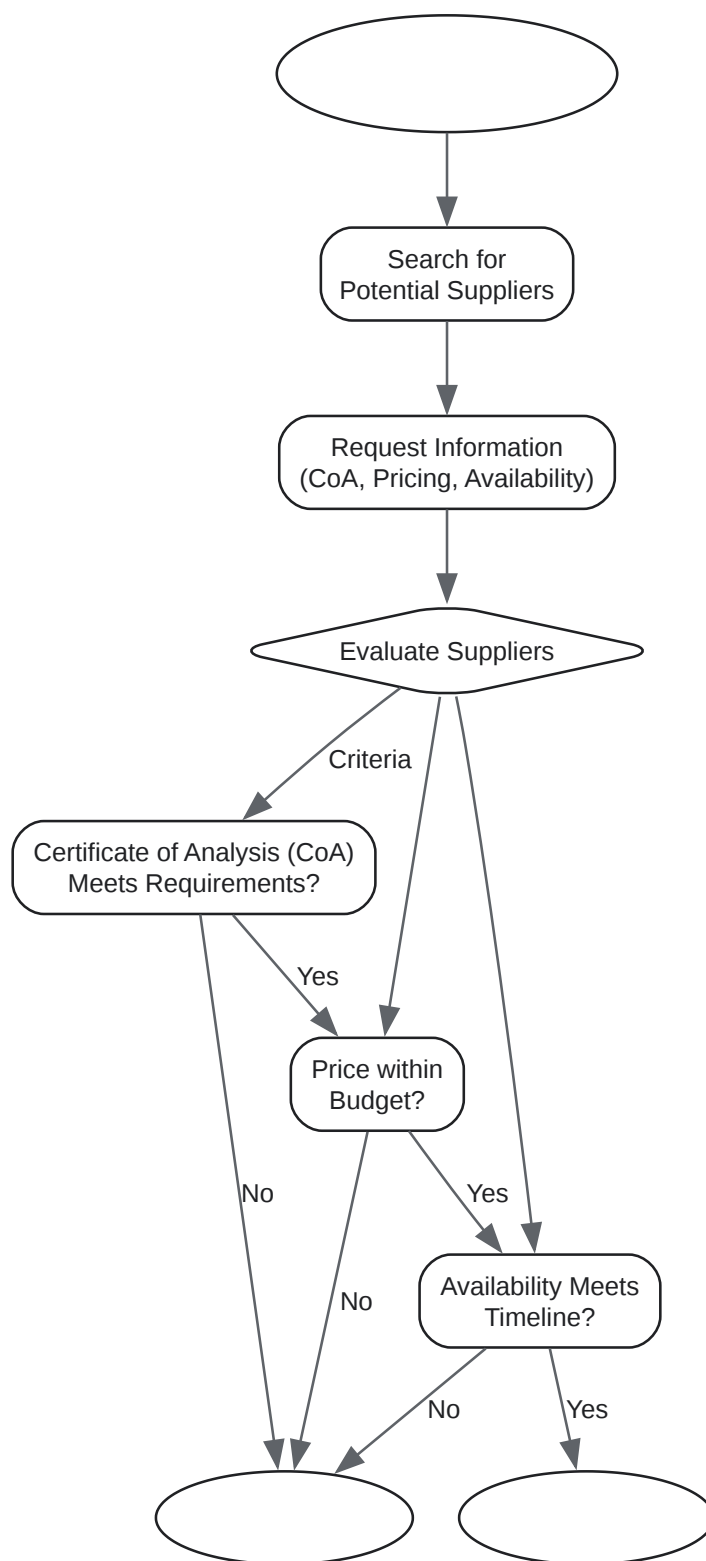 Search for
Potential Suppliers
Request Information
(CoA, Pricing, Availability)
Evaluate Suppliers
Criteria
Certificate of Analysis (CoA)
Meets Requirements?
Yes
Price within
Budget?
No
Yes
Availability Meets
Timeline?
No
No
Yes